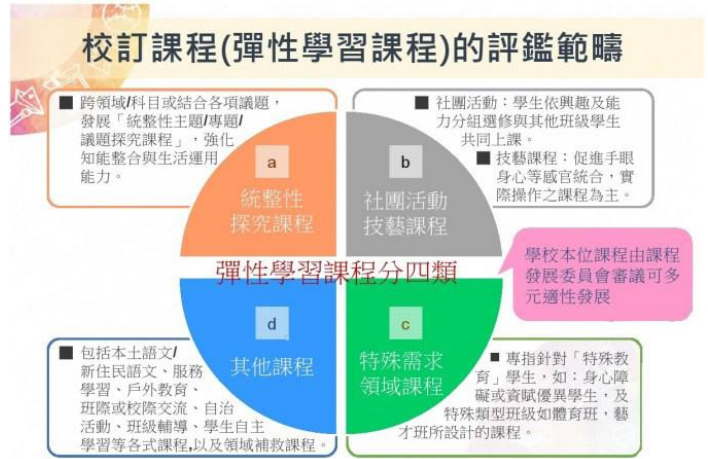 校訂課程(彈性學習課程)的評鑑範疇
■ 跨領域/科目或結合各項議題，
發展「統整性主題/專題/
議題探究課程」，強化
知能整合與生活運用
能力。
■ 社團活動：學生依興趣及能
力分組選修與其他班級學生
共同上課。
■ 技藝課程：促進手眼
身心等感官統合，實
際操作之課程為主。
a
統整性
探究課程
b
社團活動
技藝課程
彈性學習課程分四類
學校本位課程由課程
發展委員會審議可多
元適性發展
d
其他課程
c
特殊需求
領域課程
■ 包括本土語文/
新住民語文、服務
學習、戶外教育、
班際或校際交流、自治
活動、班級輔導、學生自主
學習等各式課程,以及領域補救課程。
■ 專指針對「特殊教
育」學生，如：身心障
礙或資賦優異學生，及
特殊類型班級如體育班，藝
才班所設計的課程。